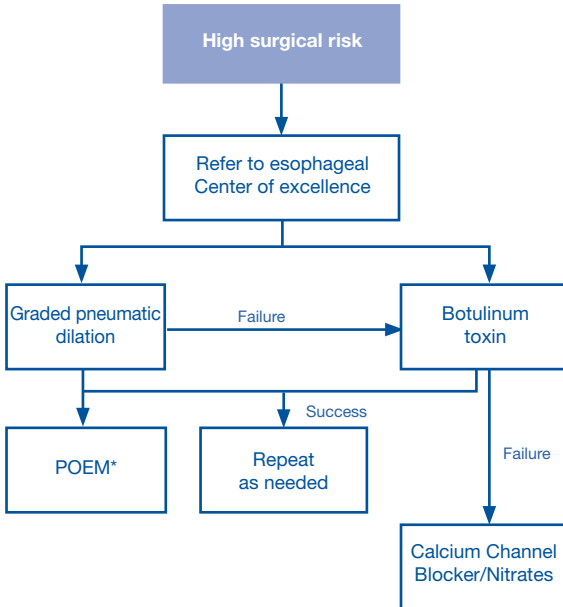 High surgical risk
Refer to esophageal
Center of excellence
Graded pneumatic
dilation
Failure
Botulinum
toxin
Success
POEM*
Repeat
as needed
Failure
Calcium Channel
Blocker/Nitrates